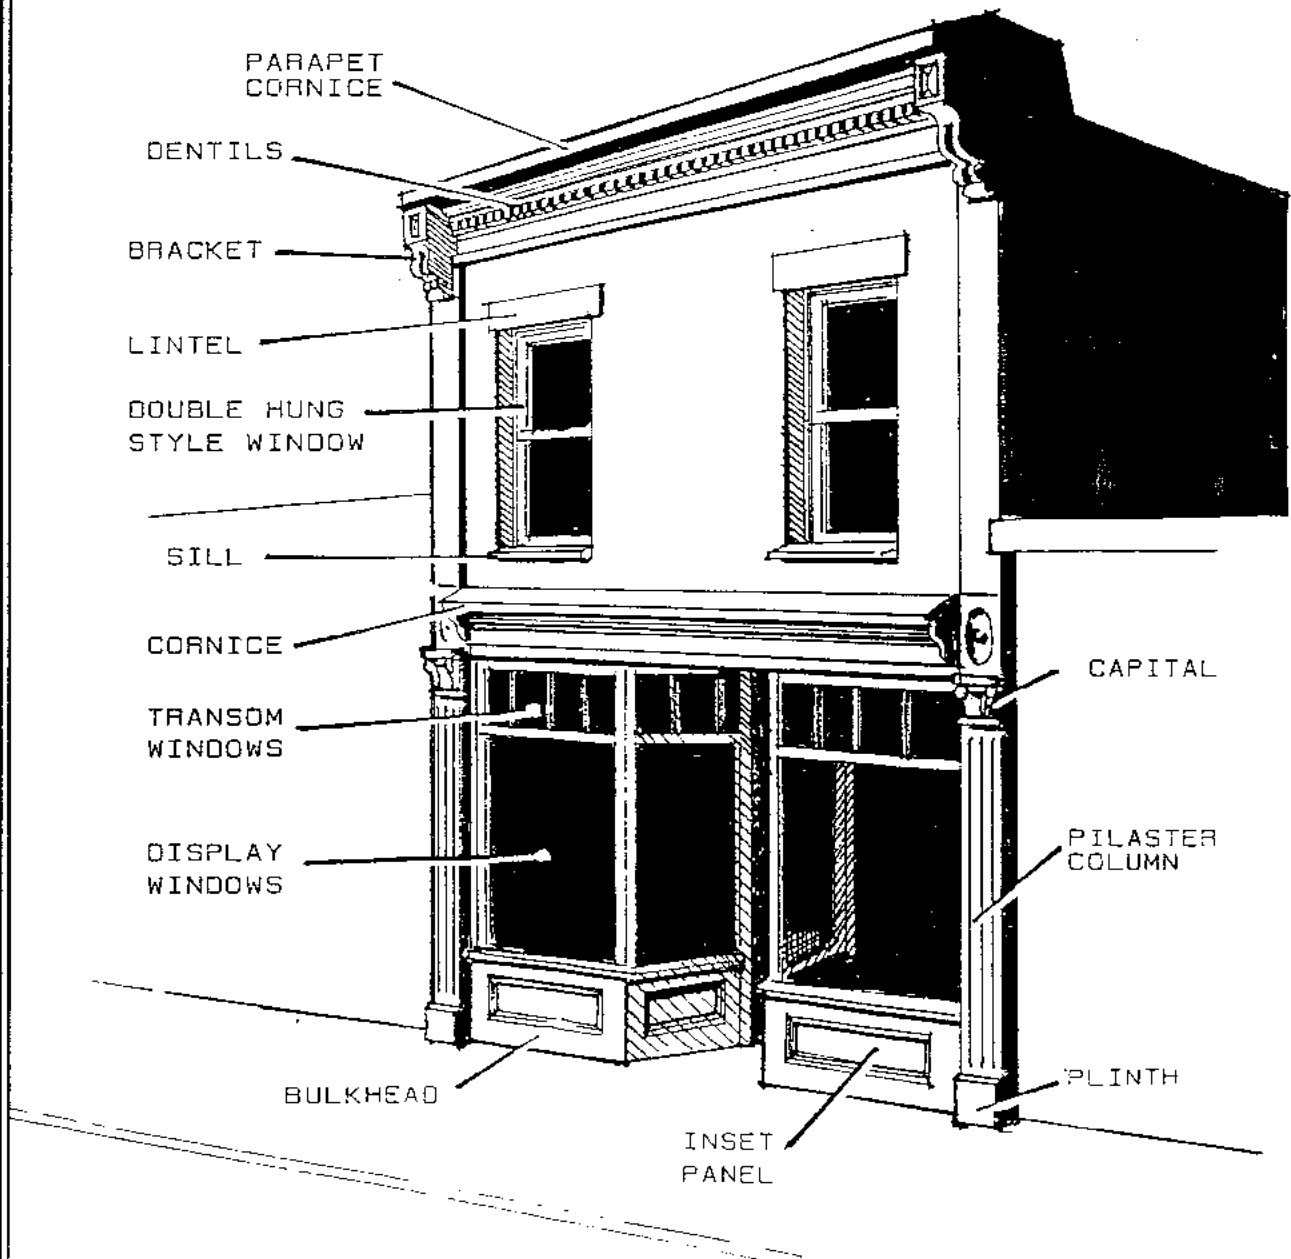 PARAPET
CORNICE
DENTILS
BRACKET
LINTEL
DOUBLE HUNG
STYLE WINDOW
SILL
CORNICE
CAPITAL
TRANSOM
WINDOWS
PILASTER
COLUMN
DISPLAY
WINDOWS
BULKHEAD
PLINTH
INSET
PANEL